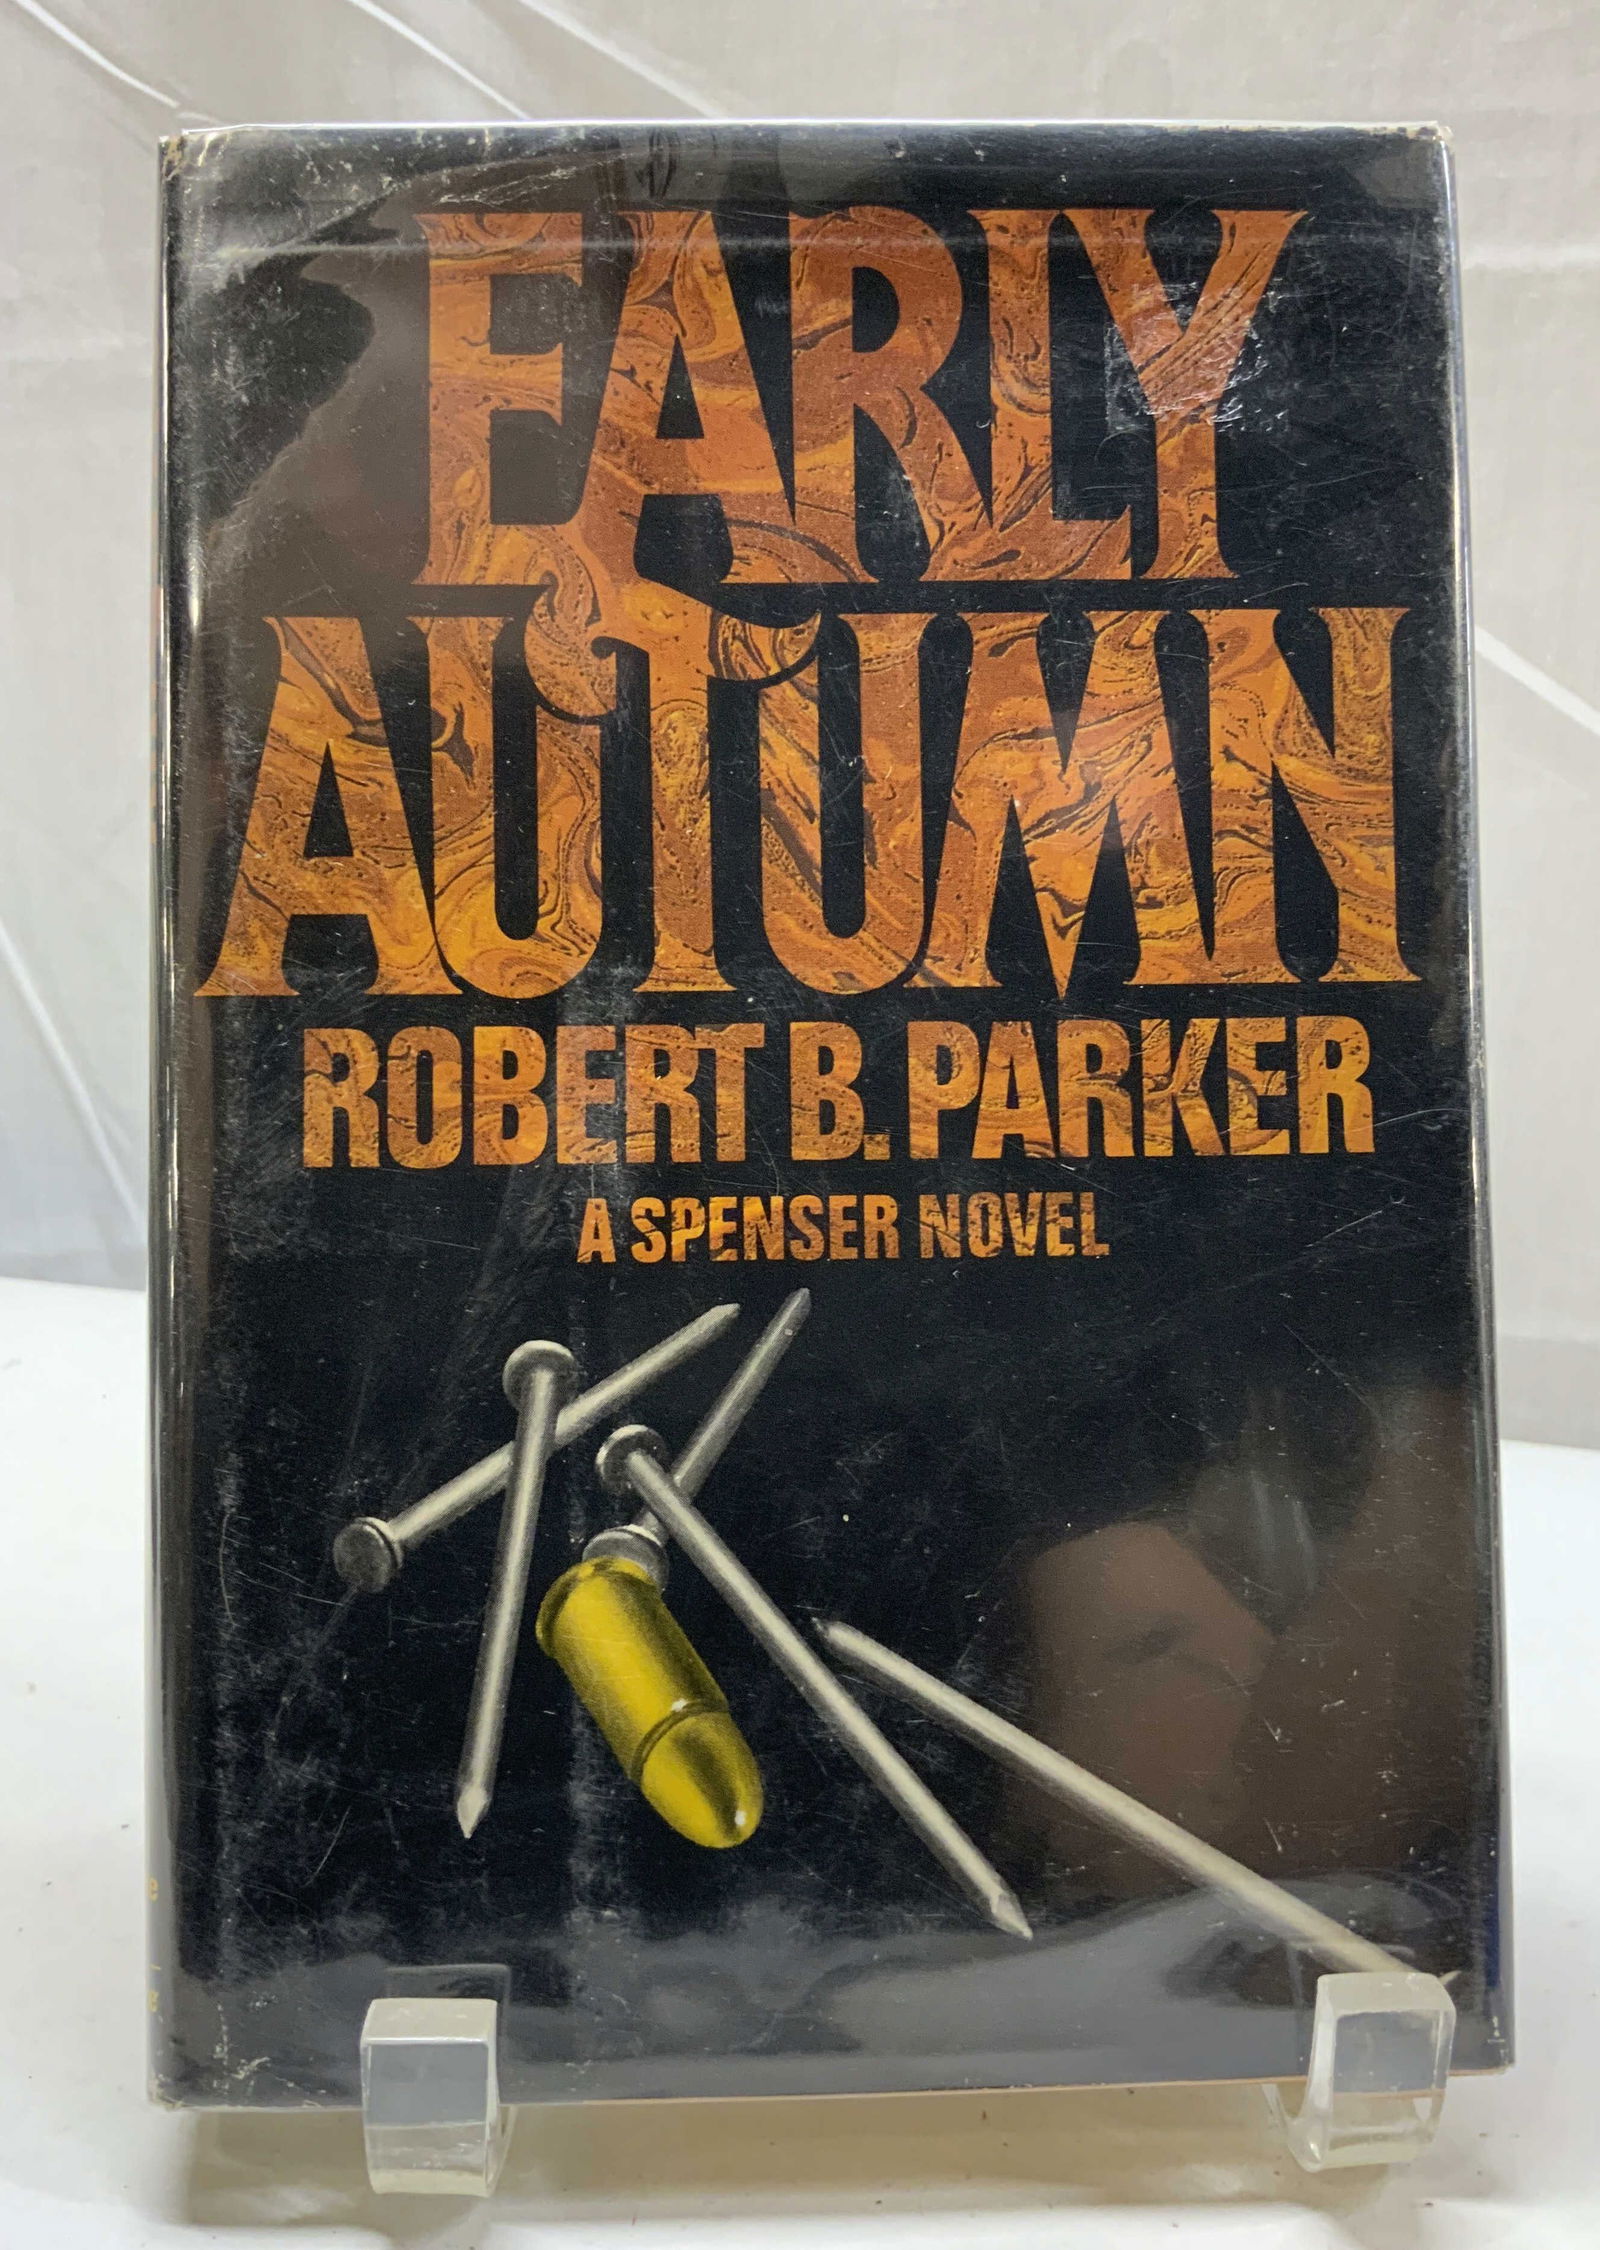 EARLY
AUTUMN
ROBERT B. PARKER
A SPENSER NOVEL